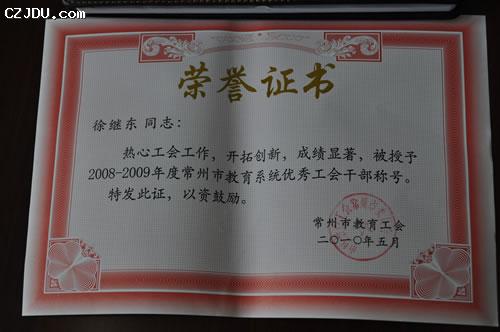 CZJDU.com
荣誉证书
徐继东 同志：
热心工会工作，开拓创新，成绩显著，被授予
2008-2009年度常州市教育系统优秀工会干部称号。
特发此证，以资鼓励。
常州市教育工会
二〇一〇年五月